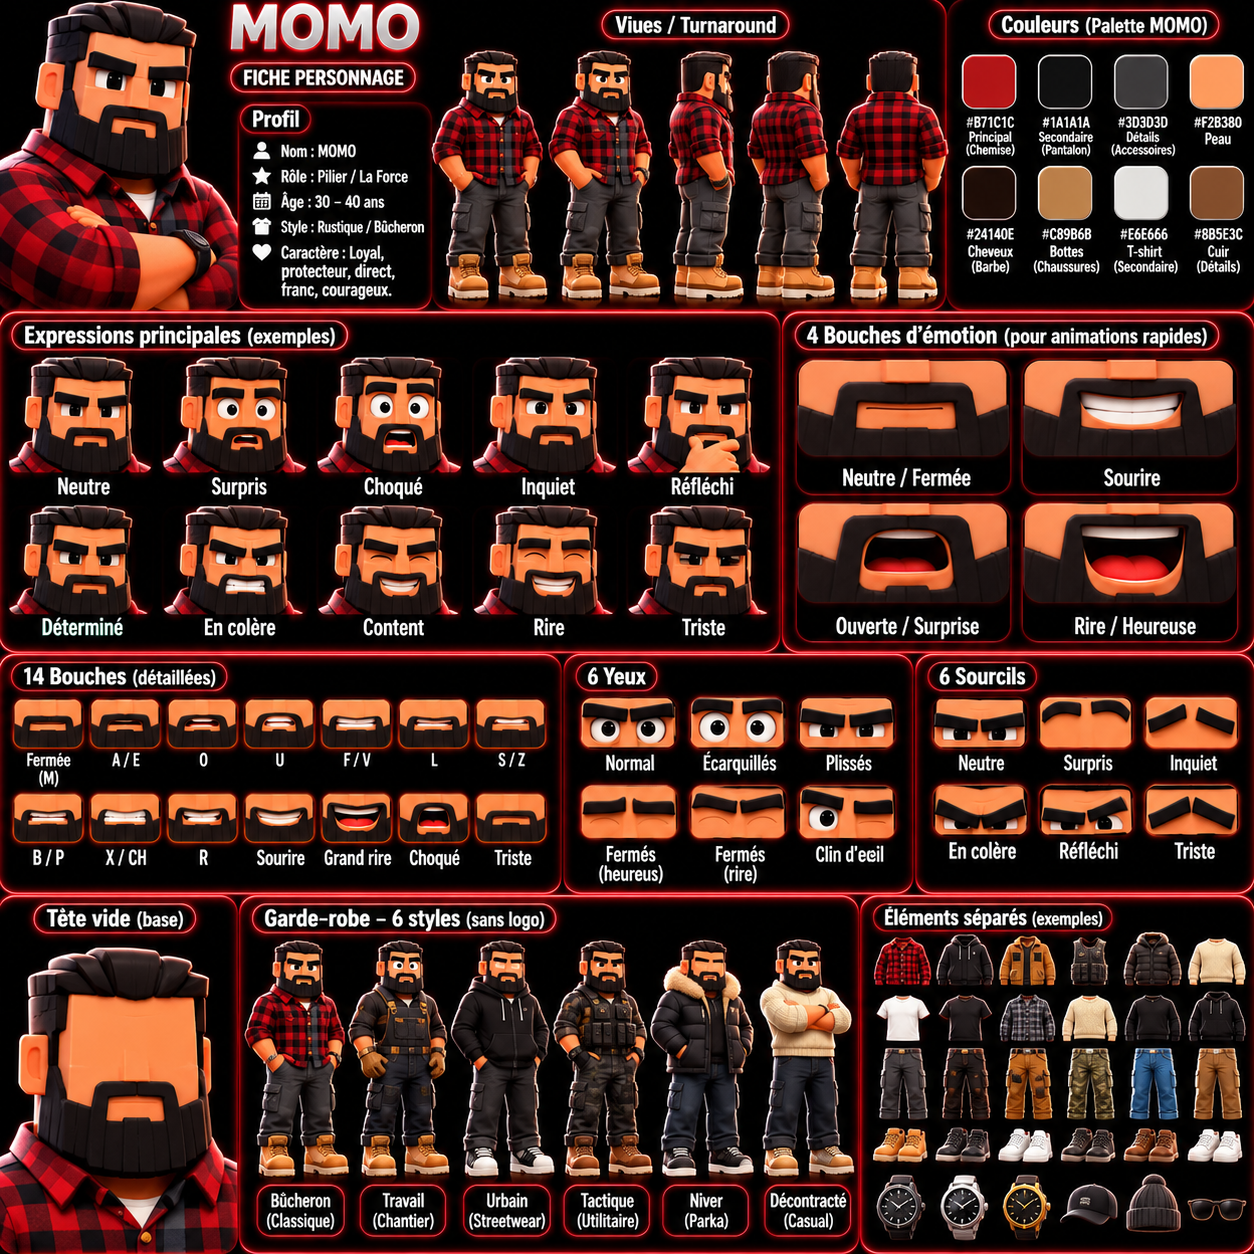 MOMO
FICHE PERSONNAGE
Profil
Nom : MOMO
Rôle : Pilier / La Force
Âge : 30 – 40 ans
Style : Rustique / Bûcheron
Caractère : Loyal,
protecteur, direct,
franc, courageux.
Viues / Turnaround
Couleurs (Palette MOMO)
#B71C1C
Principal
(Chemise)
#1A1A1A
Secondaire
(Pantalon)
#3D3D3D
Détails
(Accessoires)
#F2B380
Peau
#24140E
Cheveux
(Barbe)
#C89B6B
Bottes
(Chaussures)
#E6E666
T-shirt
(Secondaire)
#8B5E3C
Cuir
(Détails)
Expressions principales (exemples)
Neutre
Surpris
Choqué
Inquiet
Réfléchi
Déterminé
En colère
Content
Rire
Triste
4 Bouches d'émotion (pour animations rapides)
Neutre / Fermée
Sourire
Ouverte / Surprise
Rire / Heureuse
14 Bouches (détaillées)
Fermée
(M)
A / E
O
U
F / V
L
S / Z
B / P
X / CH
R
Sourire
Grand rire
Choqué
Triste
6 Yeux
Normal
Écarquillés
Plissés
Fermés
(heureus)
Fermés
(rire)
Clin d'œil
6 Sourcils
Neutre
Surpris
Inquiet
En colère
Réfléchi
Triste
Tête vide (base)
Garde-robe – 6 styles (sans logo)
Bûcheron
(Classique)
Travail
(Chantier)
Urbain
(Streetwear)
Tactique
(Utilitaire)
Niver
(Parka)
Décontracté
(Casual)
Éléments séparés (exemples)